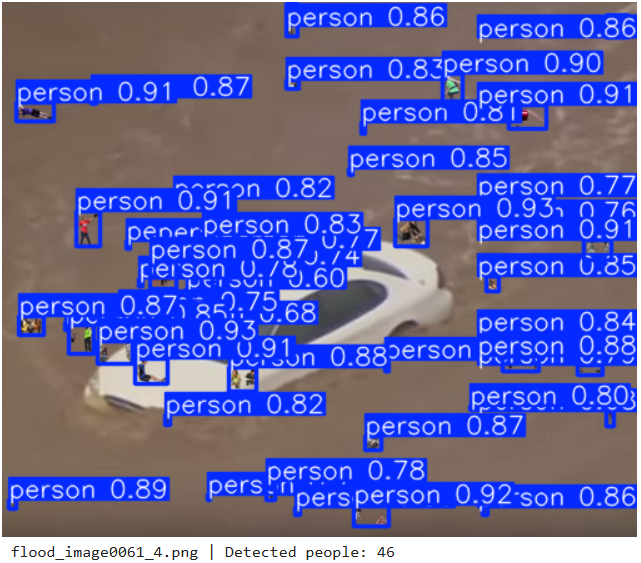 person 0.86
person 0.86
person 0.83
person 0.90
person 0.91
0.87
person 0.91
person 0.81
person 0.85
person 0.82
person 0.77
person 0.91
person 0.93
0.76
person 0.83
person 0.91
0.77
0.87
0.74
0.78
0.60
person 0.85
person 0.87
0.75
0.85
0.68
person 0.84
person 0.93
person 0.91
0.88
person
person 0.88
person 0.82
person 0.80
person 0.87
person 0.78
person 0.89
person 0.92
0.86
flood_image0061_4.png | Detected people: 46